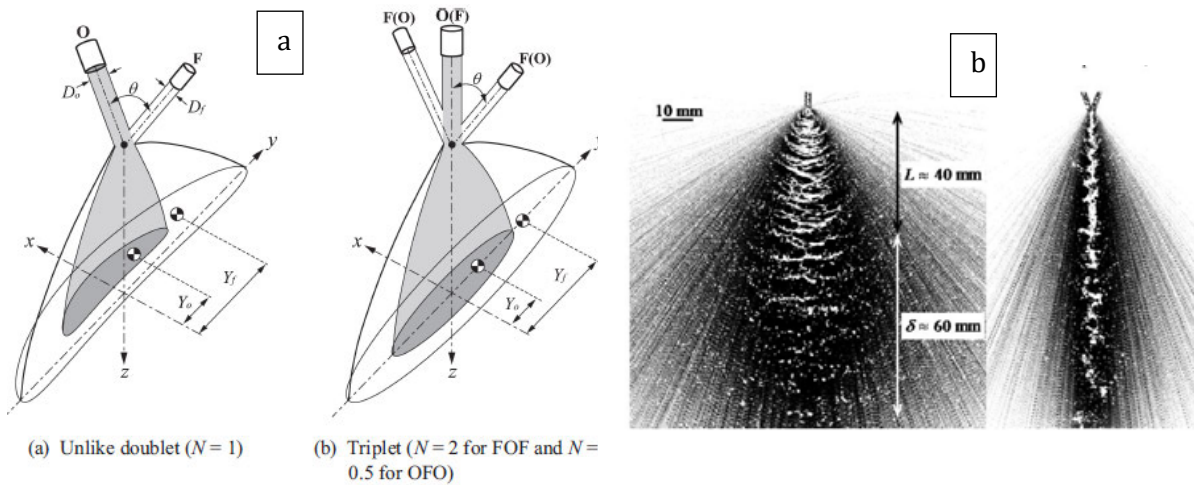 a
O
F
D_o
θ
D_f
y
x
Y_f
Y_o
z
(a) Unlike doublet (N = 1)
F(O)
Ō(F̄)
F(O)
θ
x
Y_f
Y_o
z
(b) Triplet (N = 2 for FOF and N =
0.5 for OFO)
b
10 mm
L ≈ 40 mm
δ ≈ 60 mm